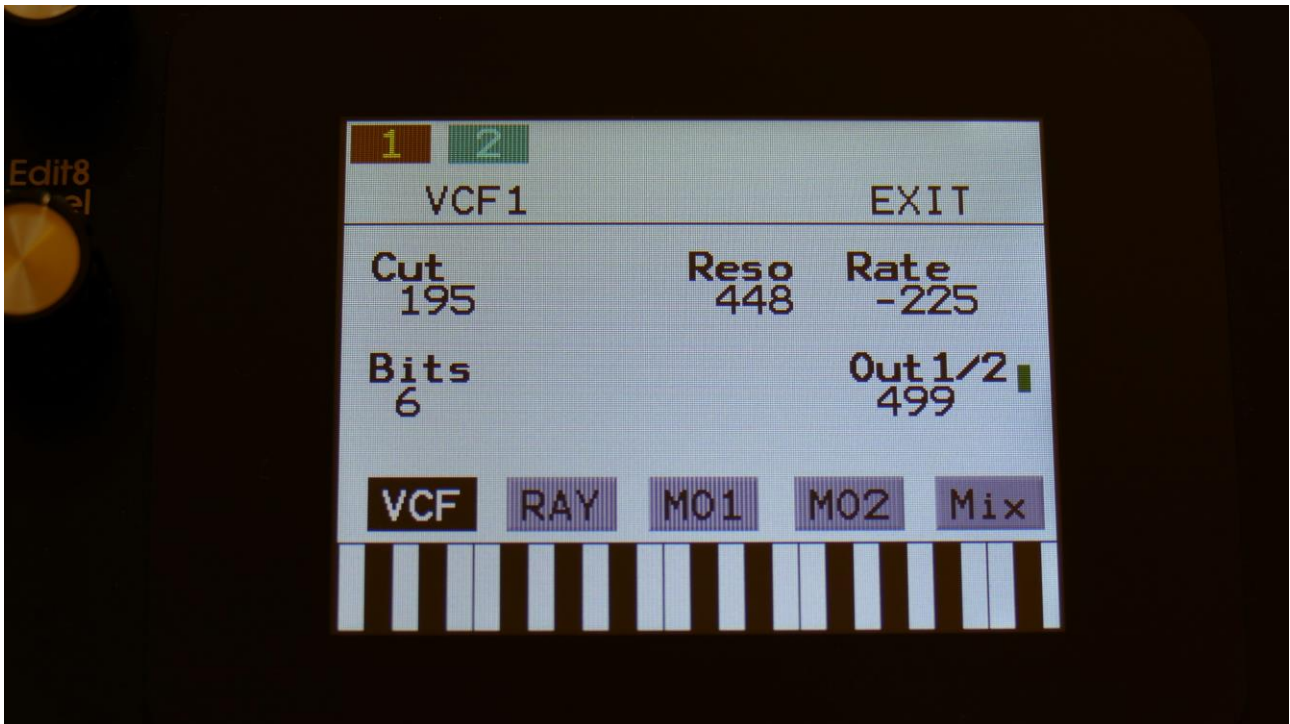 Edit8
1 2
VCF1 EXIT
Cut Reso Rate
195 448 -225
Bits Out1/2
6 499
VCF RAY MO1 MO2 Mix